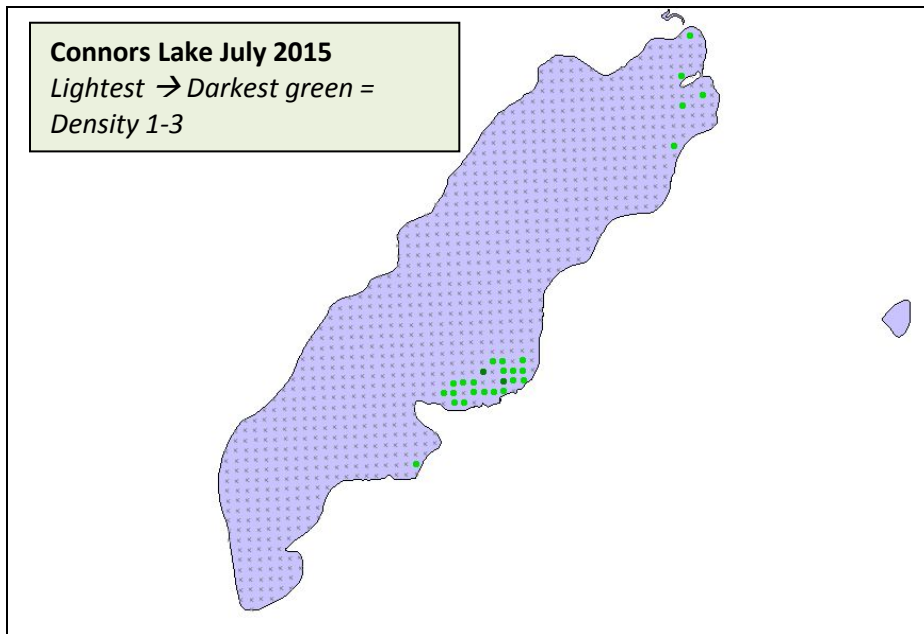 Connors Lake July 2015
Lightest → Darkest green =
Density 1-3